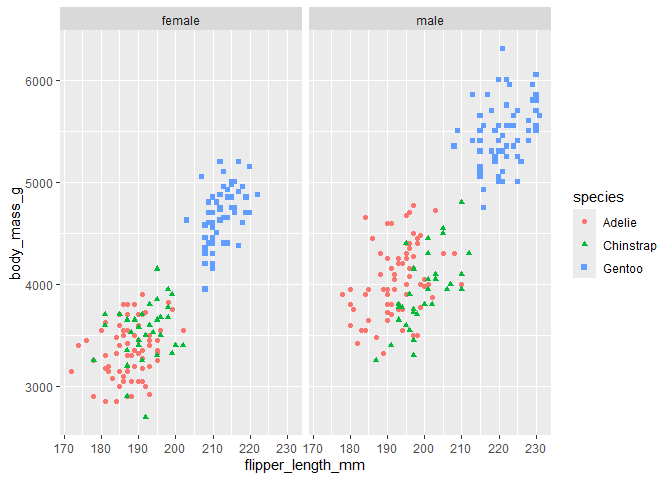 female male
6000
5000
4000
3000
170 180 190 200 210 220 230 170 180 190 200 210 220 230
flipper_length_mm
body_mass_g
species
Adelie
Chinstrap
Gentoo